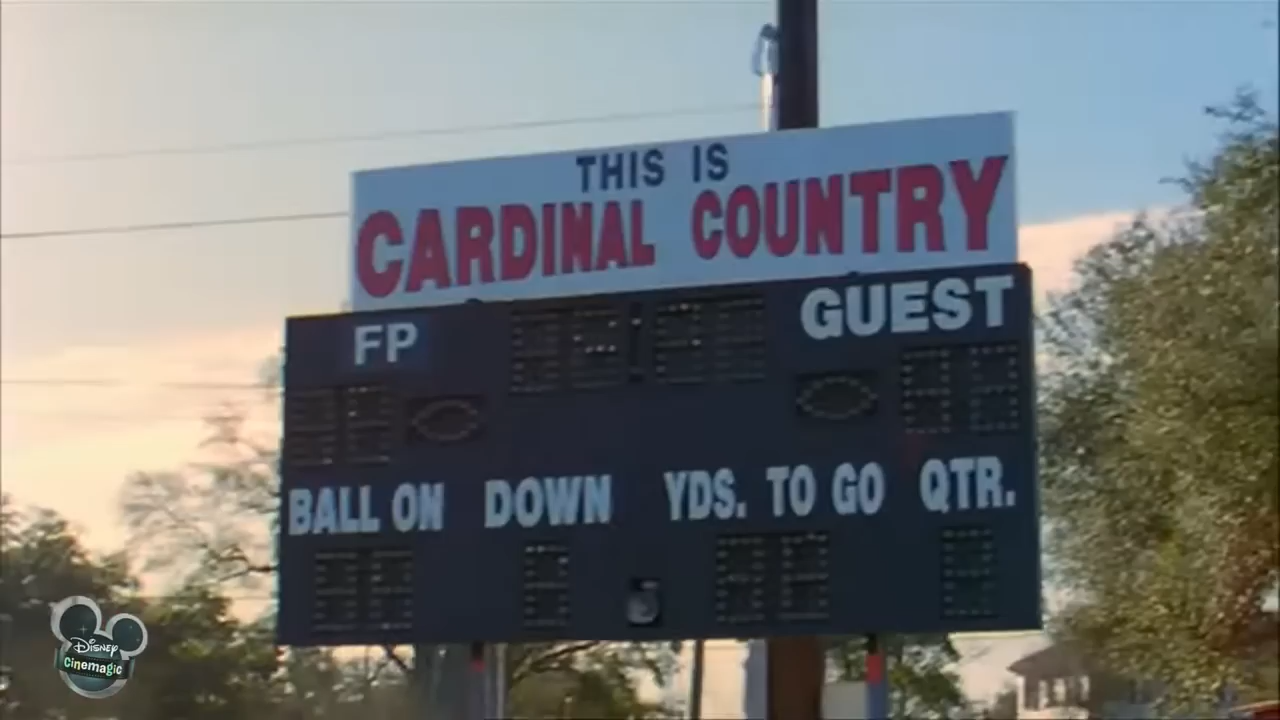 THIS IS
CARDINAL COUNTRY
FP
GUEST
BALL ON DOWN YDS. TO GO QTR.
Disney
Cinemagic